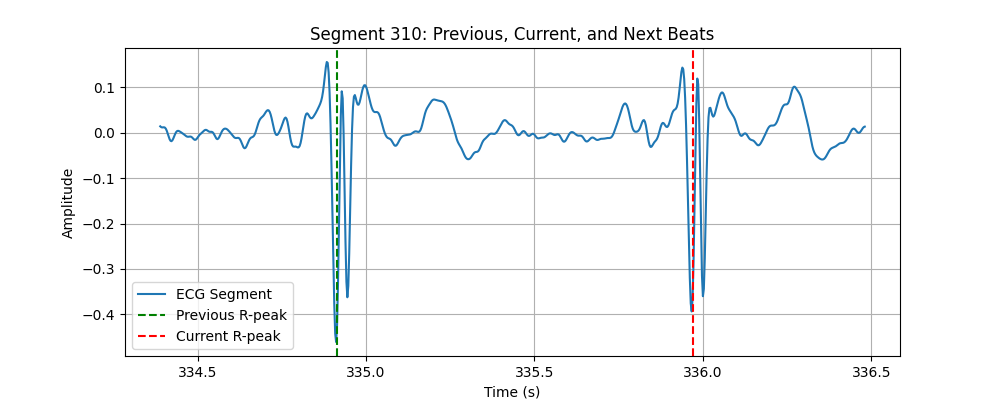 Segment 310: Previous, Current, and Next Beats
Amplitude
0.1
0.0
−0.1
−0.2
−0.3
−0.4
ECG Segment
Previous R-peak
Current R-peak
334.5 335.0 335.5 336.0 336.5
Time (s)